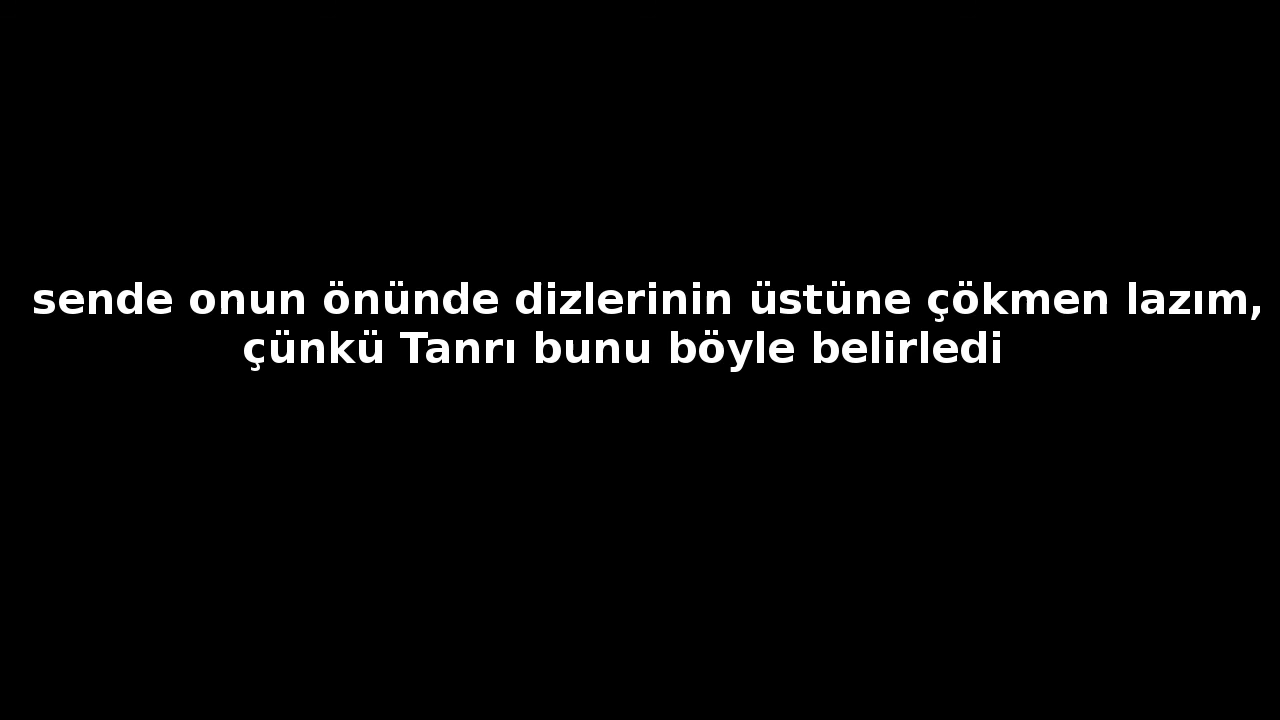 sende onun önünde dizlerinin üstüne çökmen lazım,
çünkü Tanrı bunu böyle belirledi